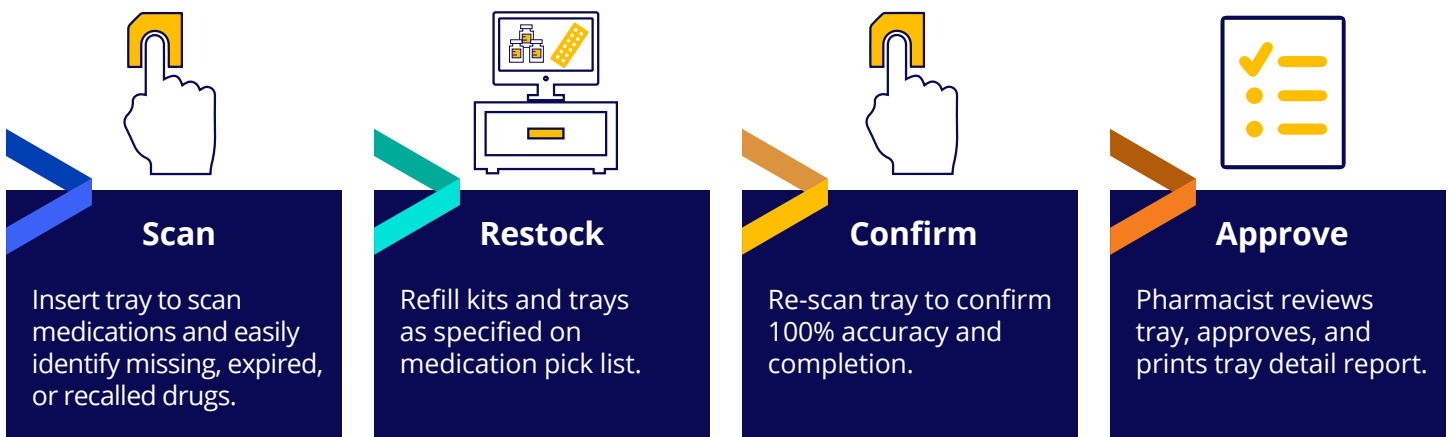 Scan
Insert tray to scan
medications and easily
identify missing, expired,
or recalled drugs.
Restock
Refill kits and trays
as specified on
medication pick list.
Confirm
Re-scan tray to confirm
100% accuracy and
completion.
Approve
Pharmacist reviews
tray, approves, and
prints tray detail report.